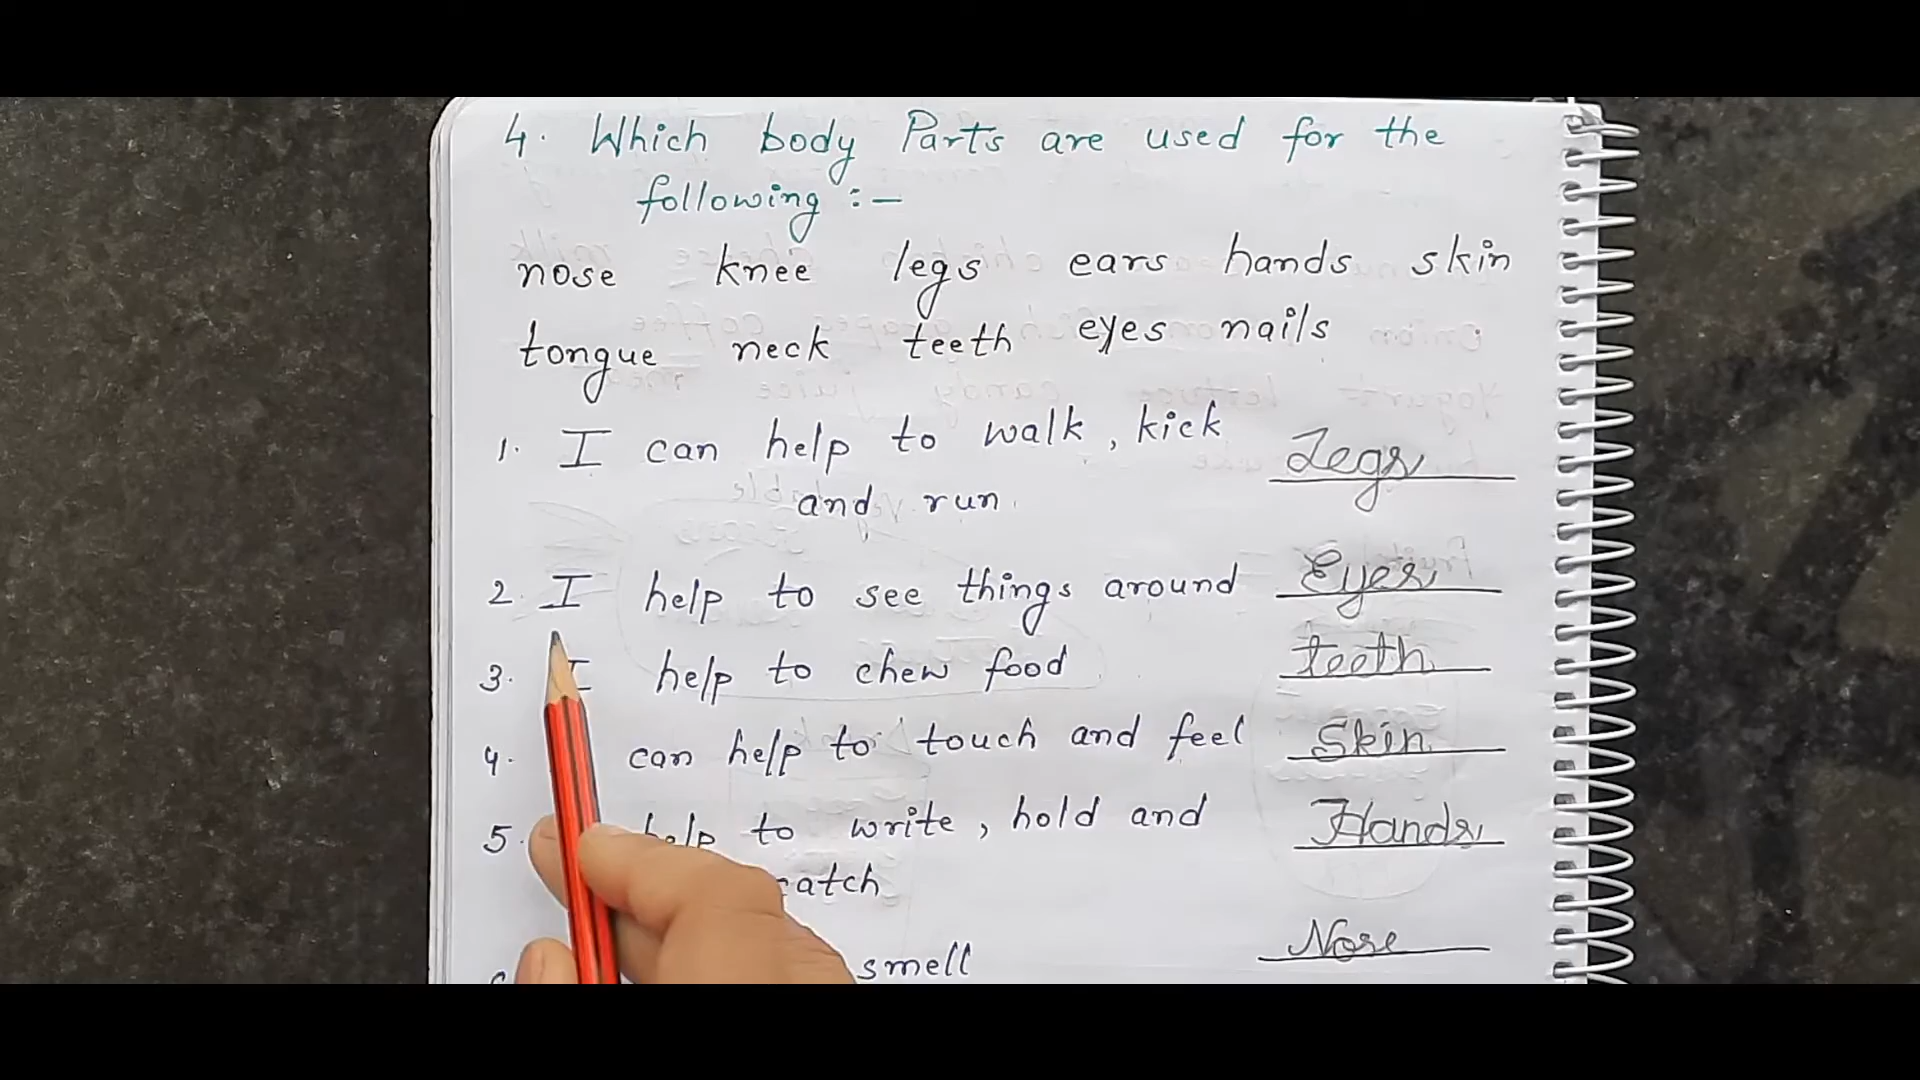 4. Which body Parts are used for the
following :-
nose knee legs ears hands skin
tongue neck teeth eyes nails
1. I can help to walk, kick Legs
and run.
2. I help to see things around Eyes
3. I help to chew food teeth
4. can help to touch and feel Skin
5. help to write, hold and Hands
catch
smell Nose